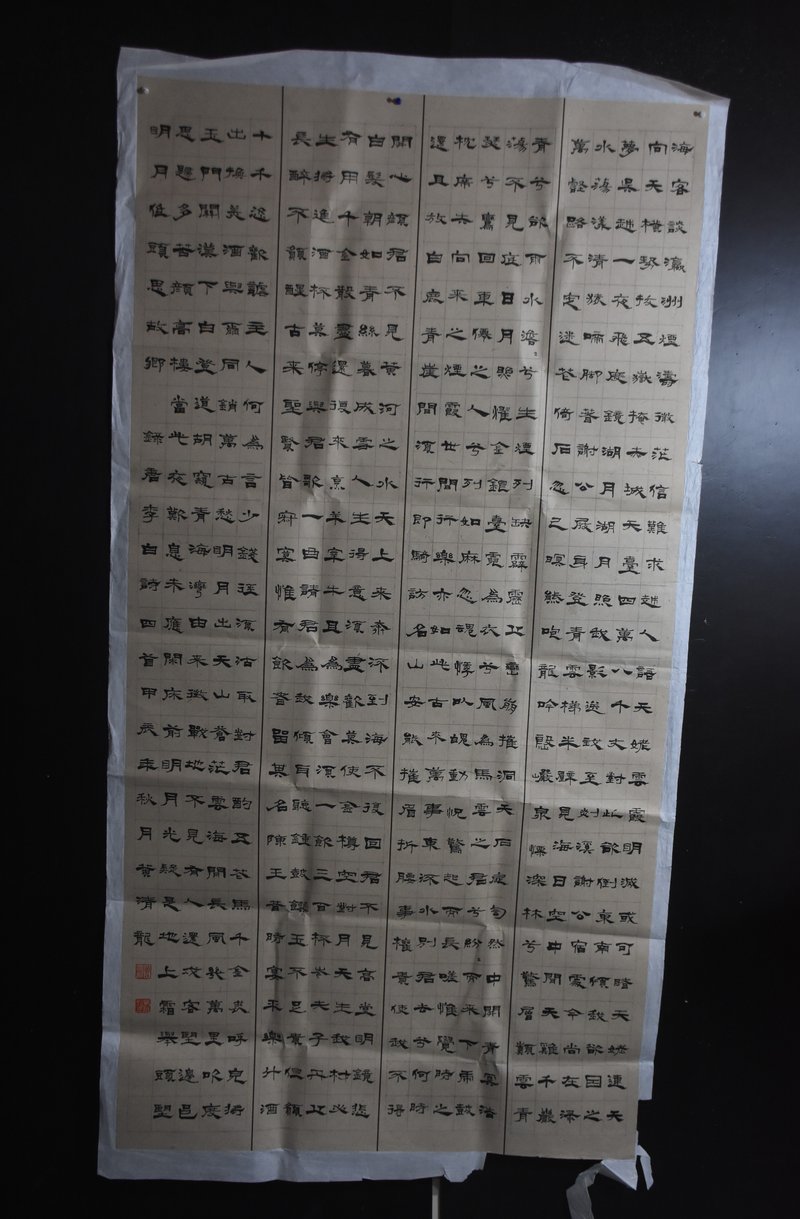 海客談瀛洲煙濤微茫信難求越人語天姥雲霞明滅或可睹天姥連天
向天橫勢拔五嶽掩赤城天臺四萬八千丈對此欲倒東南傾我欲因之
夢吳越一夜飛度鏡湖月湖月照我影送我至剡溪謝公宿處今尚在淥
水蕩漾清猿啼脚著謝公屐身登青雲梯半壁見海日空中聞天雞千巖
萬壑路不定迷花倚石忽已暝熊咆龍吟殷巖泉慄深林兮驚層巔雲青
青兮欲雨水澹々兮生煙列缺霹靂丘巒崩摧洞天石扉訇然中開青冥浩
蕩不見底日月照耀金銀臺霓為衣兮風為馬雲之君兮紛々而來下虎鼓
瑟兮鸞回車仙之人兮列如麻忽魂悸以魄動怳驚起而長嗟惟覺時之
枕席失向來之煙霞世間行樂亦如此古來萬事東流水別君去兮何時
還且放白鹿青崖間須行即騎訪名山安能摧眉折腰事權貴使我不得
開心顏君不見黃河之水天上來奔流到海不復回君不見高堂明鏡悲
白髮朝如青絲暮成雪人生得意須盡歡莫使金樽空對月天生我材必
有用千金散盡還復來烹羊宰牛且為樂會須一飲三百杯岑夫子丹丘
生將進酒杯莫停與君歌一曲請君為我傾耳聽鐘鼓饌玉不足貴但願
長醉不願醒古來聖賢皆寂寞惟有飲者留其名陳王昔時宴平樂斗酒
十千恣歡謔主人何為言少錢徑須沽取對君酌五花馬千金裘呼兒將
出換美酒與爾同銷萬古愁明月出天山蒼茫雲海間長風幾萬里吹度
玉門關漢下白登道胡窺青海灣由來徵戰地不見有人還戍客望邊邑
思歸多苦顏高樓當此夜歎息未應閑床前明月光疑是地上霜舉頭望
明月低頭思故鄉 錄唐李白詩四首甲辰年秋月黃清龍